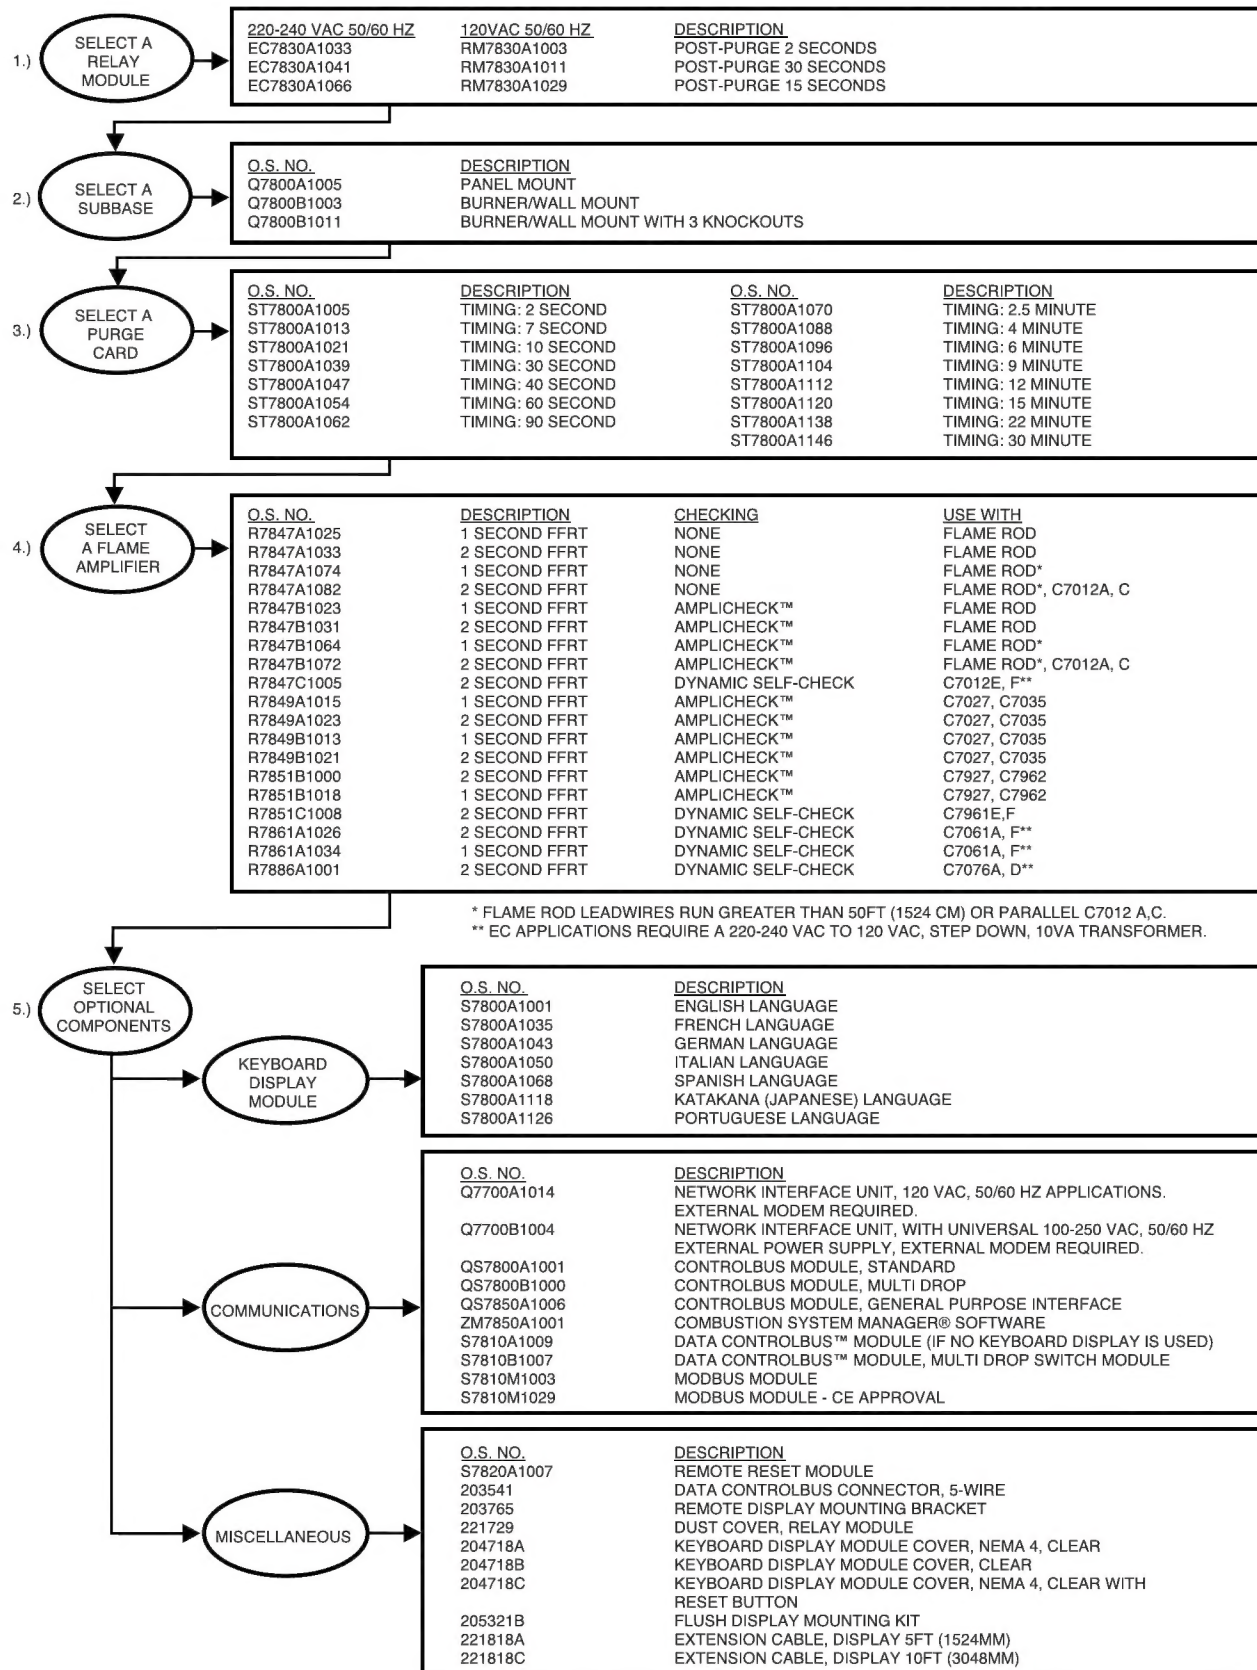 1.) SELECT A RELAY MODULE
220-240 VAC 50/60 HZ 120VAC 50/60 HZ DESCRIPTION
EC7830A1033 RM7830A1003 POST-PURGE 2 SECONDS
EC7830A1041 RM7830A1011 POST-PURGE 30 SECONDS
EC7830A1066 RM7830A1029 POST-PURGE 15 SECONDS
2.) SELECT A SUBBASE
O.S. NO. DESCRIPTION
Q7800A1005 PANEL MOUNT
Q7800B1003 BURNER/WALL MOUNT
Q7800B1011 BURNER/WALL MOUNT WITH 3 KNOCKOUTS
3.) SELECT A PURGE CARD
O.S. NO. DESCRIPTION O.S. NO. DESCRIPTION
ST7800A1005 TIMING: 2 SECOND ST7800A1070 TIMING: 2.5 MINUTE
ST7800A1013 TIMING: 7 SECOND ST7800A1088 TIMING: 4 MINUTE
ST7800A1021 TIMING: 10 SECOND ST7800A1096 TIMING: 6 MINUTE
ST7800A1039 TIMING: 30 SECOND ST7800A1104 TIMING: 9 MINUTE
ST7800A1047 TIMING: 40 SECOND ST7800A1112 TIMING: 12 MINUTE
ST7800A1054 TIMING: 60 SECOND ST7800A1120 TIMING: 15 MINUTE
ST7800A1062 TIMING: 90 SECOND ST7800A1138 TIMING: 22 MINUTE
ST7800A1146 TIMING: 30 MINUTE
4.) SELECT A FLAME AMPLIFIER
O.S. NO. DESCRIPTION CHECKING USE WITH
R7847A1025 1 SECOND FFRT NONE FLAME ROD
R7847A1033 2 SECOND FFRT NONE FLAME ROD
R7847A1074 1 SECOND FFRT NONE FLAME ROD*
R7847A1082 2 SECOND FFRT NONE FLAME ROD*, C7012A, C
R7847B1023 1 SECOND FFRT AMPLICHECK™ FLAME ROD
R7847B1031 2 SECOND FFRT AMPLICHECK™ FLAME ROD
R7847B1064 1 SECOND FFRT AMPLICHECK™ FLAME ROD*
R7847B1072 2 SECOND FFRT AMPLICHECK™ FLAME ROD*, C7012A, C
R7847C1005 2 SECOND FFRT DYNAMIC SELF-CHECK C7012E, F**
R7849A1015 1 SECOND FFRT AMPLICHECK™ C7027, C7035
R7849A1023 2 SECOND FFRT AMPLICHECK™ C7027, C7035
R7849B1013 1 SECOND FFRT AMPLICHECK™ C7027, C7035
R7849B1021 2 SECOND FFRT AMPLICHECK™ C7027, C7035
R7851B1000 2 SECOND FFRT AMPLICHECK™ C7927, C7962
R7851B1018 1 SECOND FFRT AMPLICHECK™ C7927, C7962
R7851C1008 2 SECOND FFRT DYNAMIC SELF-CHECK C7961E,F
R7861A1026 2 SECOND FFRT DYNAMIC SELF-CHECK C7061A, F**
R7861A1034 1 SECOND FFRT DYNAMIC SELF-CHECK C7061A, F**
R7886A1001 2 SECOND FFRT DYNAMIC SELF-CHECK C7076A, D**
* FLAME ROD LEADWIRES RUN GREATER THAN 50FT (1524 CM) OR PARALLEL C7012 A,C.
** EC APPLICATIONS REQUIRE A 220-240 VAC TO 120 VAC, STEP DOWN, 10VA TRANSFORMER.
5.) SELECT OPTIONAL COMPONENTS
KEYBOARD DISPLAY MODULE
O.S. NO. DESCRIPTION
S7800A1001 ENGLISH LANGUAGE
S7800A1035 FRENCH LANGUAGE
S7800A1043 GERMAN LANGUAGE
S7800A1050 ITALIAN LANGUAGE
S7800A1068 SPANISH LANGUAGE
S7800A1118 KATAKANA (JAPANESE) LANGUAGE
S7800A1126 PORTUGUESE LANGUAGE
COMMUNICATIONS
O.S. NO. DESCRIPTION
Q7700A1014 NETWORK INTERFACE UNIT, 120 VAC, 50/60 HZ APPLICATIONS.
EXTERNAL MODEM REQUIRED.
Q7700B1004 NETWORK INTERFACE UNIT, WITH UNIVERSAL 100-250 VAC, 50/60 HZ
EXTERNAL POWER SUPPLY, EXTERNAL MODEM REQUIRED.
QS7800A1001 CONTROLBUS MODULE, STANDARD
QS7800B1000 CONTROLBUS MODULE, MULTI DROP
QS7850A1006 CONTROLBUS MODULE, GENERAL PURPOSE INTERFACE
ZM7850A1001 COMBUSTION SYSTEM MANAGER® SOFTWARE
S7810A1009 DATA CONTROLBUS™ MODULE (IF NO KEYBOARD DISPLAY IS USED)
S7810B1007 DATA CONTROLBUS™ MODULE, MULTI DROP SWITCH MODULE
S7810M1003 MODBUS MODULE
S7810M1029 MODBUS MODULE - CE APPROVAL
MISCELLANEOUS
O.S. NO. DESCRIPTION
S7820A1007 REMOTE RESET MODULE
203541 DATA CONTROLBUS CONNECTOR, 5-WIRE
203765 REMOTE DISPLAY MOUNTING BRACKET
221729 DUST COVER, RELAY MODULE
204718A KEYBOARD DISPLAY MODULE COVER, NEMA 4, CLEAR
204718B KEYBOARD DISPLAY MODULE COVER, CLEAR
204718C KEYBOARD DISPLAY MODULE COVER, NEMA 4, CLEAR WITH
RESET BUTTON
205321B FLUSH DISPLAY MOUNTING KIT
221818A EXTENSION CABLE, DISPLAY 5FT (1524MM)
221818C EXTENSION CABLE, DISPLAY 10FT (3048MM)